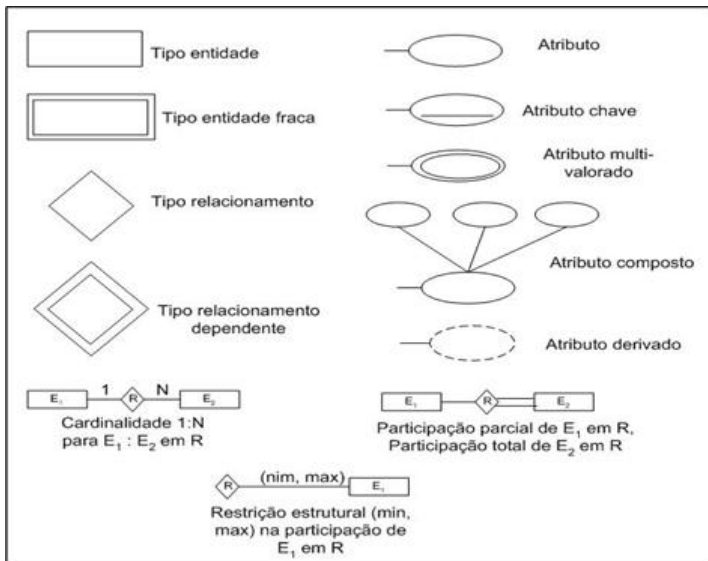 Tipo entidade
Tipo entidade fraca
Tipo relacionamento
Tipo relacionamento
dependente
Atributo
Atributo chave
Atributo multi-
valorado
Atributo composto
Atributo derivado
E1 1 R N E2
Cardinalidade 1:N
para E1 : E2 em R
E1 R E2
Participação parcial de E1 em R,
Participação total de E2 em R
R (nim, max) E1
Restrição estrutural (min,
max) na participação de
E1 em R